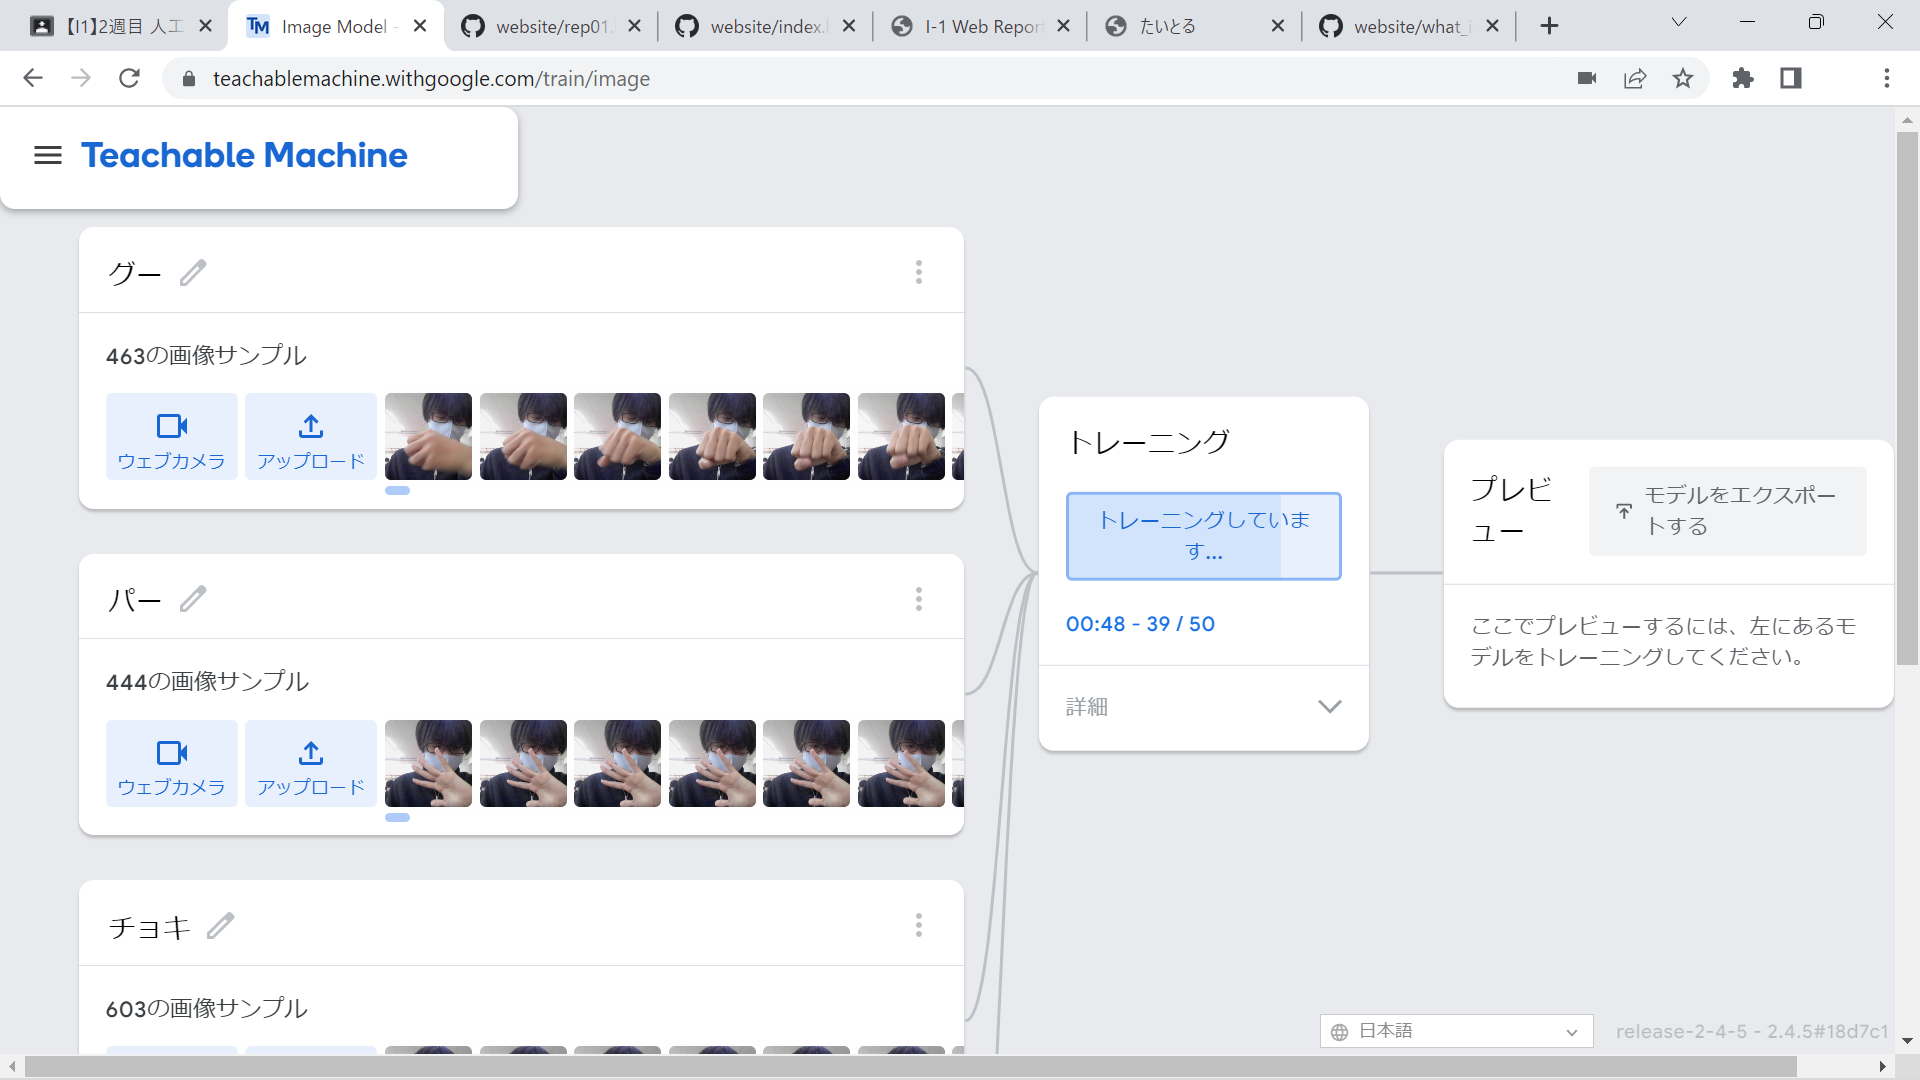 【I1】2週目 人工
Image Model -
website/rep01.
website/index.h
I-1 Web Report
たいとる
website/what_i
teachablemachine.withgoogle.com/train/image
Teachable Machine
グー
463の画像サンプル
ウェブカメラ
アップロード
パー
444の画像サンプル
ウェブカメラ
アップロード
チョキ
603の画像サンプル
トレーニング
トレーニングしていま
す...
00:48 - 39 / 50
詳細
プレビ
ュー
モデルをエクスポー
トする
ここでプレビューするには、左にあるモ
デルをトレーニングしてください。
日本語
release-2-4-5 - 2.4.5#18d7c1